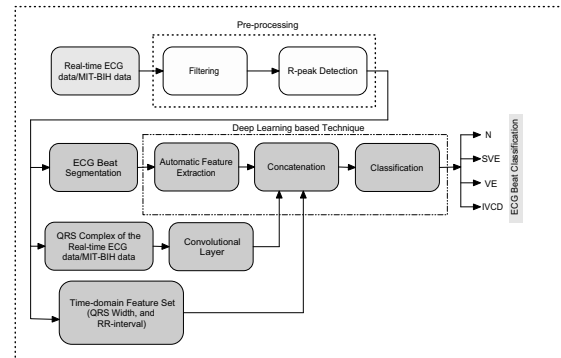 Pre-processing
Real-time ECG
data/MIT-BIH data
Filtering
R-peak Detection
Deep Learning based Technique
ECG Beat
Segmentation
Automatic Feature
Extraction
Concatenation
Classification
N
SVE
VE
IVCD
ECG Beat Classification
QRS Complex of the
Real-time ECG
data/MIT-BIH data
Convolutional
Layer
Time-domain Feature Set
(QRS Width, and
RR-interval)